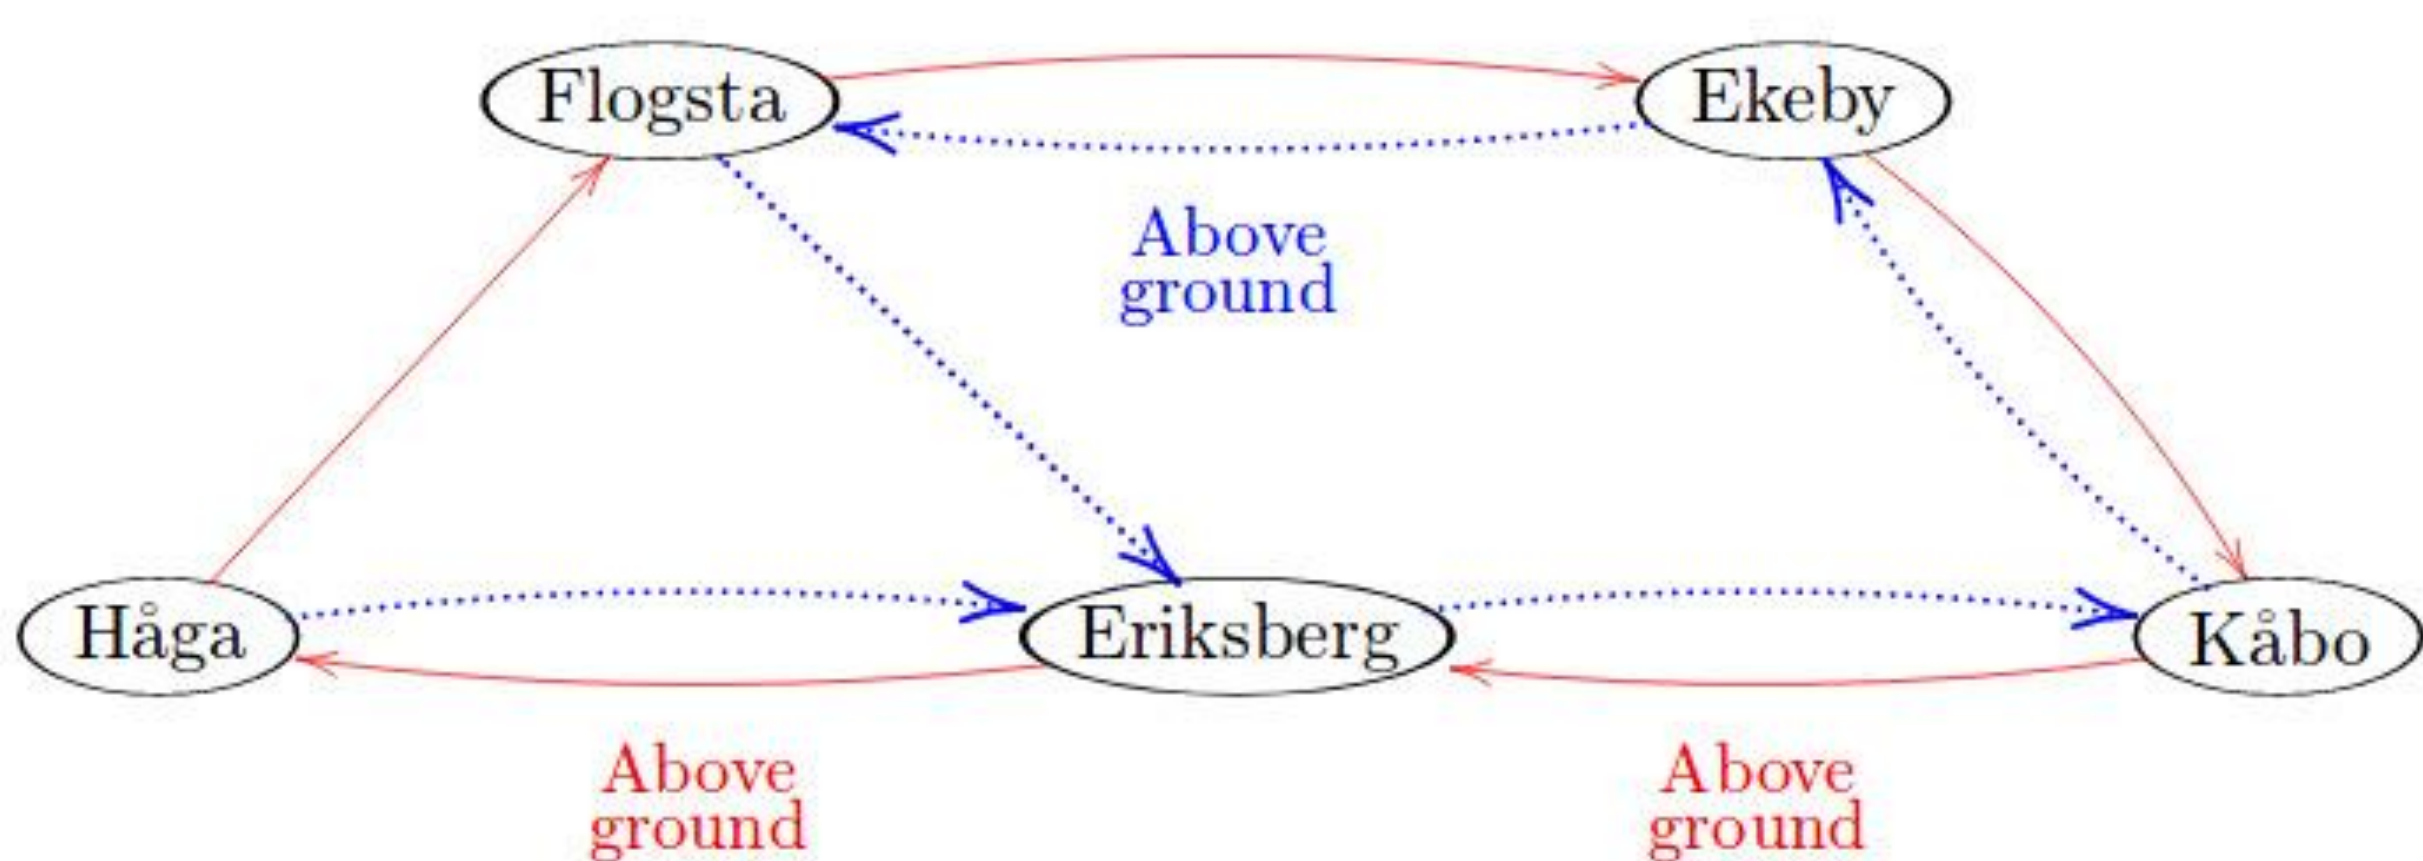 Flogsta
Ekeby
Above
ground
Håga
Eriksberg
Kåbo
Above
ground
Above
ground